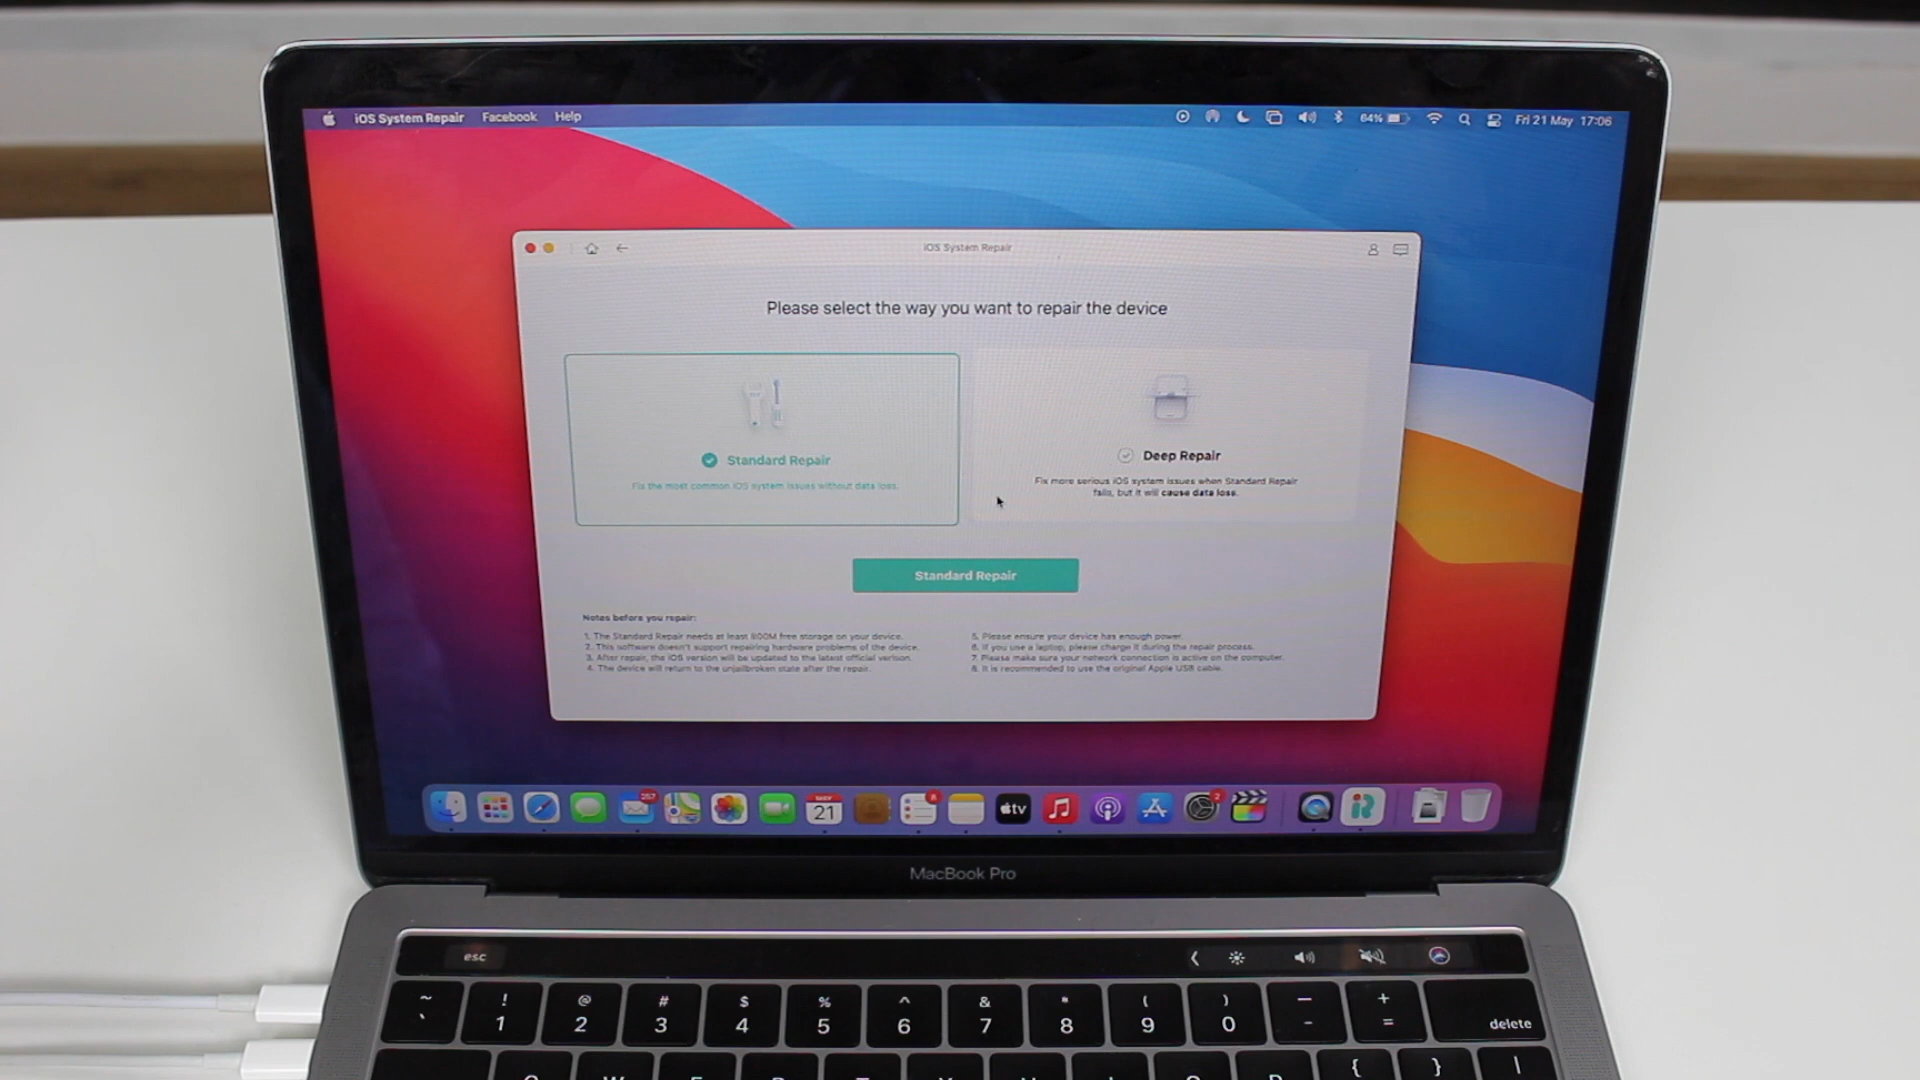 iOS System Repair Facebook Help 64% Fri 21 May 17:06
iOS System Repair
Please select the way you want to repair the device
Standard Repair
Fix the most common iOS system issues without data loss.
Deep Repair
Fix more serious iOS system issues when Standard Repair
fails, but it will cause data loss.
Standard Repair
Notes before you repair:
1. The Standard Repair needs at least 800M free storage on your device.
2. This software doesn't support repairing hardware problems of the device.
3. After repair, the iOS version will be updated to the latest official verison.
4. The device will return to the unjailbroken state after the repair.
5. Please ensure your device has enough power.
6. If you use a laptop, please charge it during the repair process.
7. Please make sure your network connection is active on the computer.
8. It is recommended to use the original Apple USB cable.
257
MAY
21
8
tv
2
MacBook Pro
esc
~ ! @ # $ % ^ & * ( ) — +
` 1 2 3 4 5 6 7 8 9 0 - = delete
{ } |